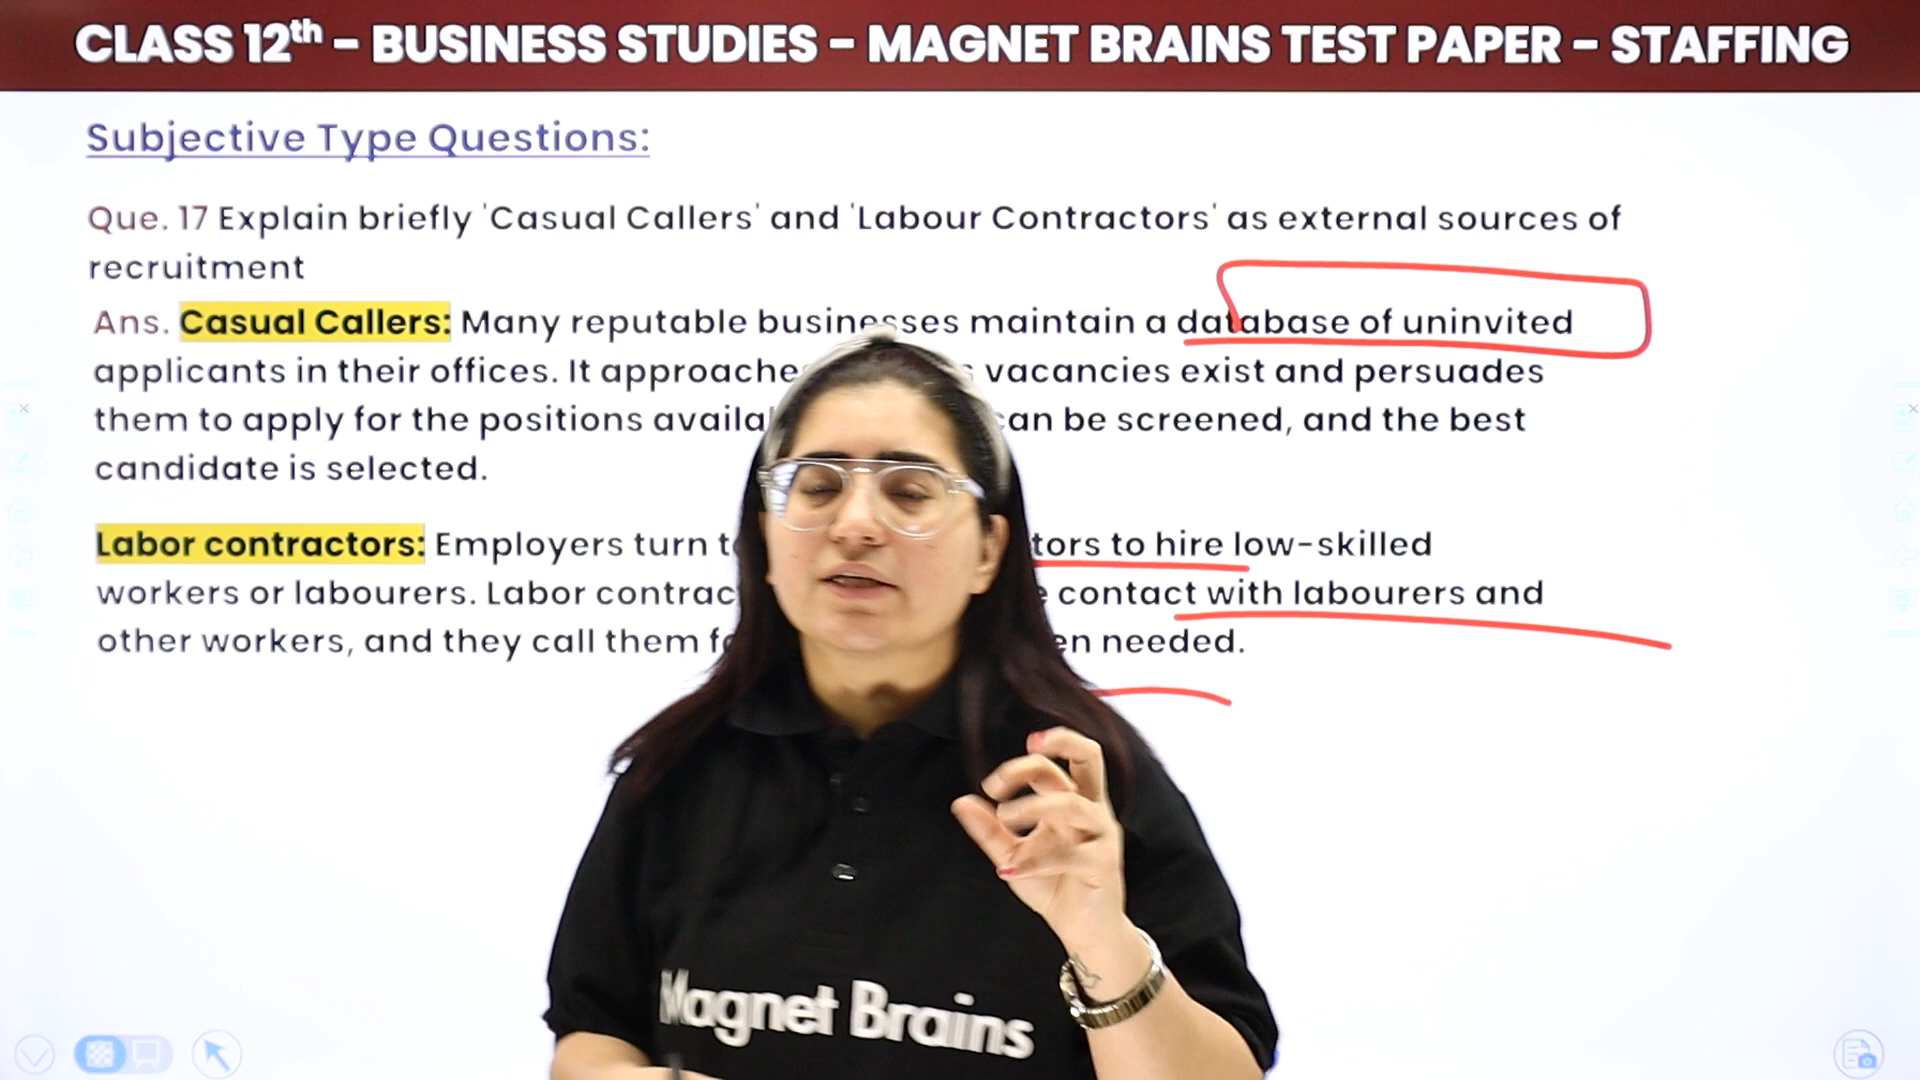 CLASS 12th – BUSINESS STUDIES – MAGNET BRAINS TEST PAPER – STAFFING
Subjective Type Questions:
Que. 17 Explain briefly 'Casual Callers' and 'Labour Contractors' as external sources of
recruitment
Ans. Casual Callers: Many reputable businesses maintain a database of uninvited
applicants in their offices. It approaches vacancies exist and persuades
them to apply for the positions can be screened, and the best
candidate is selected.
Labor contractors: Employers turn to hire low-skilled
workers or labourers. Labor contact with labourers and
other workers, and they call them needed.
Magnet Brains